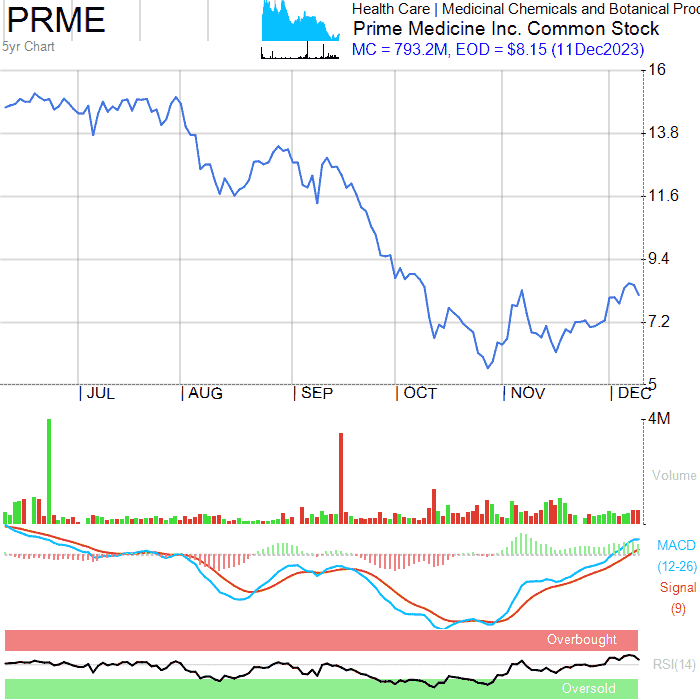 PRME
5yr Chart
Health Care | Medicinal Chemicals and Botanical Prod
Prime Medicine Inc. Common Stock
MC = 793.2M, EOD = $8.15 (11Dec2023)
16
13.8
11.6
9.4
7.2
5
| JUL | AUG | SEP | OCT | NOV | DEC
4M
Volume
MACD
(12-26)
Signal
(9)
Overbought
RSI(14)
Oversold